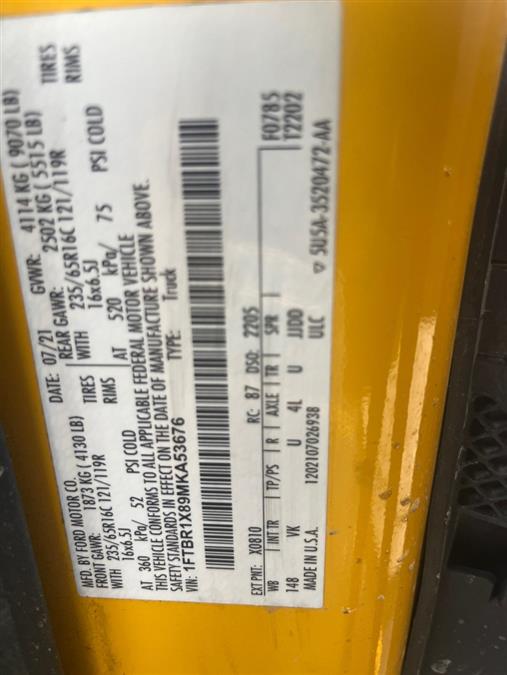 MFD. BY FORD MOTOR CO. DATE: 07/21 GVWR: 4114 KG ( 9070 LB)
FRONT GAWR: 1873 KG ( 4130 LB) REAR GAWR: 2502 KG ( 5515 LB)
WITH 235/65R16C 121/119R TIRES WITH 235/65R16C 121/119R TIRES
16x6.5J RIMS 16x6.5J RIMS
AT 360 kPa/ 52 PSI COLD AT 520 kPa/ 75 PSI COLD
THIS VEHICLE CONFORMS TO ALL APPLICABLE FEDERAL MOTOR VEHICLE
SAFETY STANDARDS IN EFFECT ON THE DATE OF MANUFACTURE SHOWN ABOVE.
VIN: 1FTBR1X89MKA53676 TYPE: Truck
EXT PNT: X0810 RC: 87 DSO: 2205 F0785
WB INT TR TP/PS R AXLE TR SPR T2202
148 VK U 4L U JJDO
MADE IN U.S.A. 1202107026938 ULC ▽ 5U5A-3520472-AA